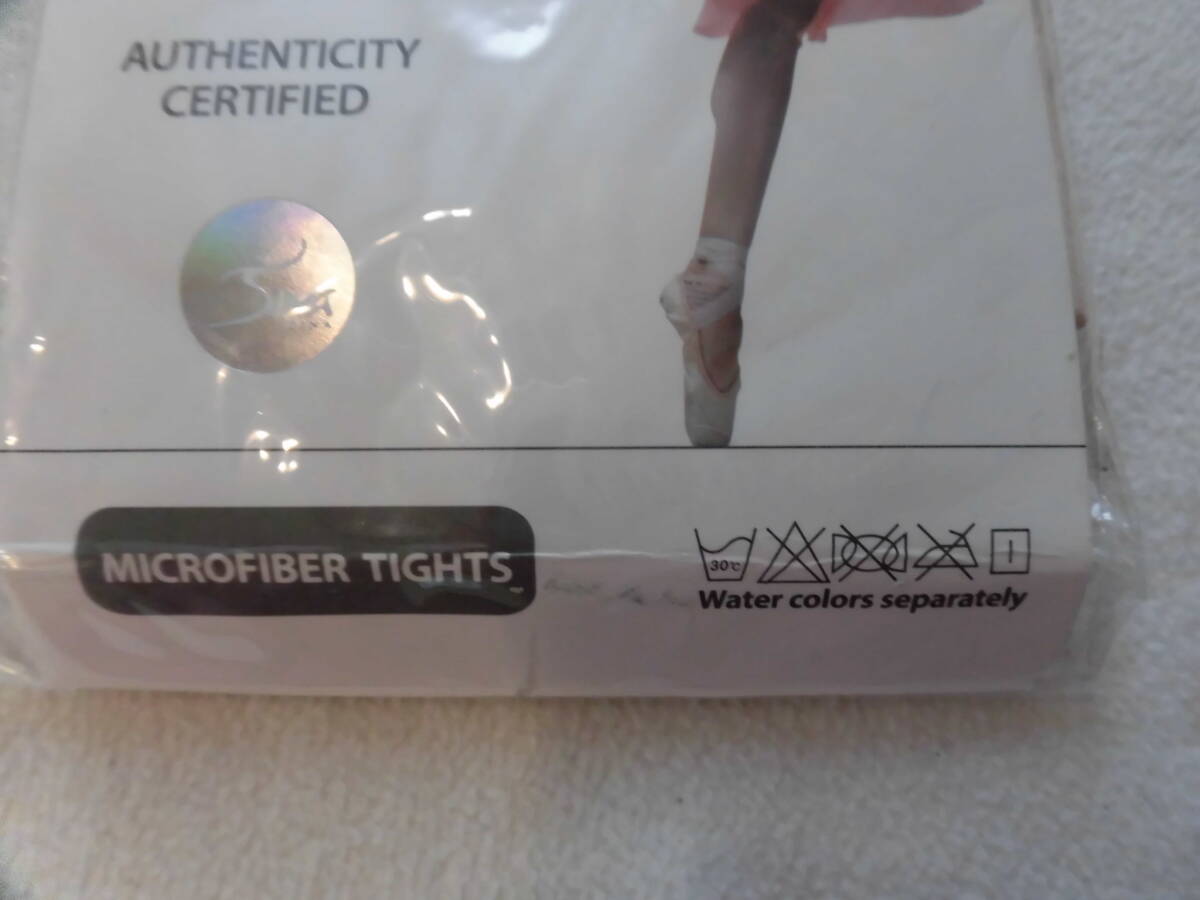 AUTHENTICITY
CERTIFIED
MICROFIBER TIGHTS
30°C
Water colors separately